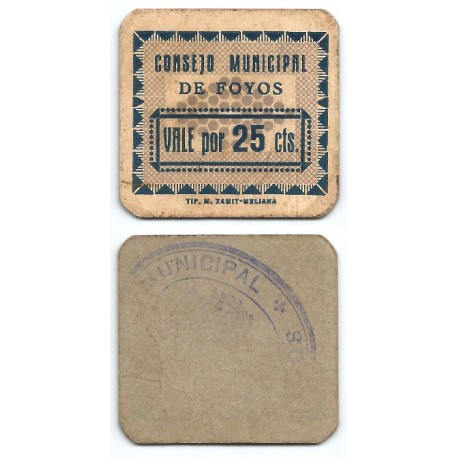 CONSEJO MUNICIPAL
DE FOYOS
VALE por 25 cts.
TIP. M. ZAMIT-MELIANA
MUNICIPAL *